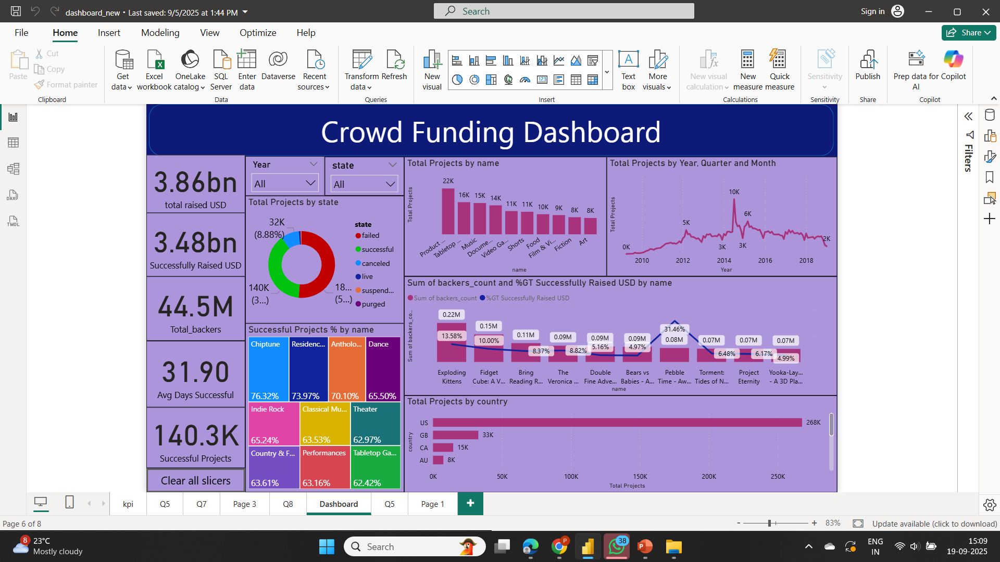 dashboard_new • Last saved: 9/5/2025 at 1:44 PM
Search
Sign in
File
Home
Insert
Modeling
View
Optimize
Help
Share
Paste
Cut
Copy
Format painter
Clipboard
Get data
Excel workbook
OneLake catalog
SQL Server
Enter data
Dataverse
Recent sources
Data
Transform data
Refresh
Queries
New visual
Text box
More visuals
Insert
New visual calculation
New measure
Quick measure
Calculations
Sensitivity
Sensitivity
Publish
Share
Prep data for AI
Copilot
Copilot
Crowd Funding Dashboard
3.86bn
total raised USD
3.48bn
Successfully Raised USD
44.5M
Total_backers
31.90
Avg Days Successful
140.3K
Successful Projects
Clear all slicers
Year
All
state
All
Total Projects by state
32K
(8.88%)
140K
(3...)
18...
(5...)
state
failed
successful
canceled
live
suspend...
purged
Successful Projects % by name
Chiptune
76.32%
Residenc...
73.97%
Antholo...
70.10%
Dance
65.50%
Indie Rock
65.24%
Classical Mu...
63.53%
Theater
62.97%
Country & F...
63.61%
Performances
63.16%
Tabletop Ga...
62.42%
Total Projects by name
Total Projects
22K
16K
15K
14K
11K
11K
10K
9K
8K
8K
Product ...
Tabletop ...
Music
Docume...
Video Ga...
Shorts
Food
Film & Vi...
Fiction
Art
name
Total Projects by Year, Quarter and Month
Total Projects
0K
5K
3K
10K
3K
6K
2K
2010
2012
2014
2016
2018
Year
Sum of backers_count and %GT Successfully Raised USD by name
Sum of backers_count
%GT Successfully Raised USD
Sum of backers_co...
0.22M
0.15M
0.11M
0.09M
0.09M
0.09M
0.08M
0.07M
0.07M
0.07M
13.58%
10.00%
8.37%
8.82%
5.16%
4.97%
31.46%
6.48%
6.17%
4.99%
Exploding Kittens
Fidget Cube: A V...
Bring Reading R...
The Veronica ...
Double Fine Adve...
Bears vs Babies - A...
Pebble Time - Aw...
Torment: Tides of N...
Project Eternity
Yooka-Lay... - A 3D Pla...
name
Total Projects by country
country
US
268K
GB
33K
CA
15K
AU
8K
0K
50K
100K
150K
200K
250K
Total Projects
Filters
DAX
TMDL
kpi
Q5
Q7
Page 3
Q8
Dashboard
Q5
Page 1
Page 6 of 8
83%
Update available (click to download)
8
23°C
Mostly cloudy
Search
P
38
P
ENG
IN
15:09
19-09-2025